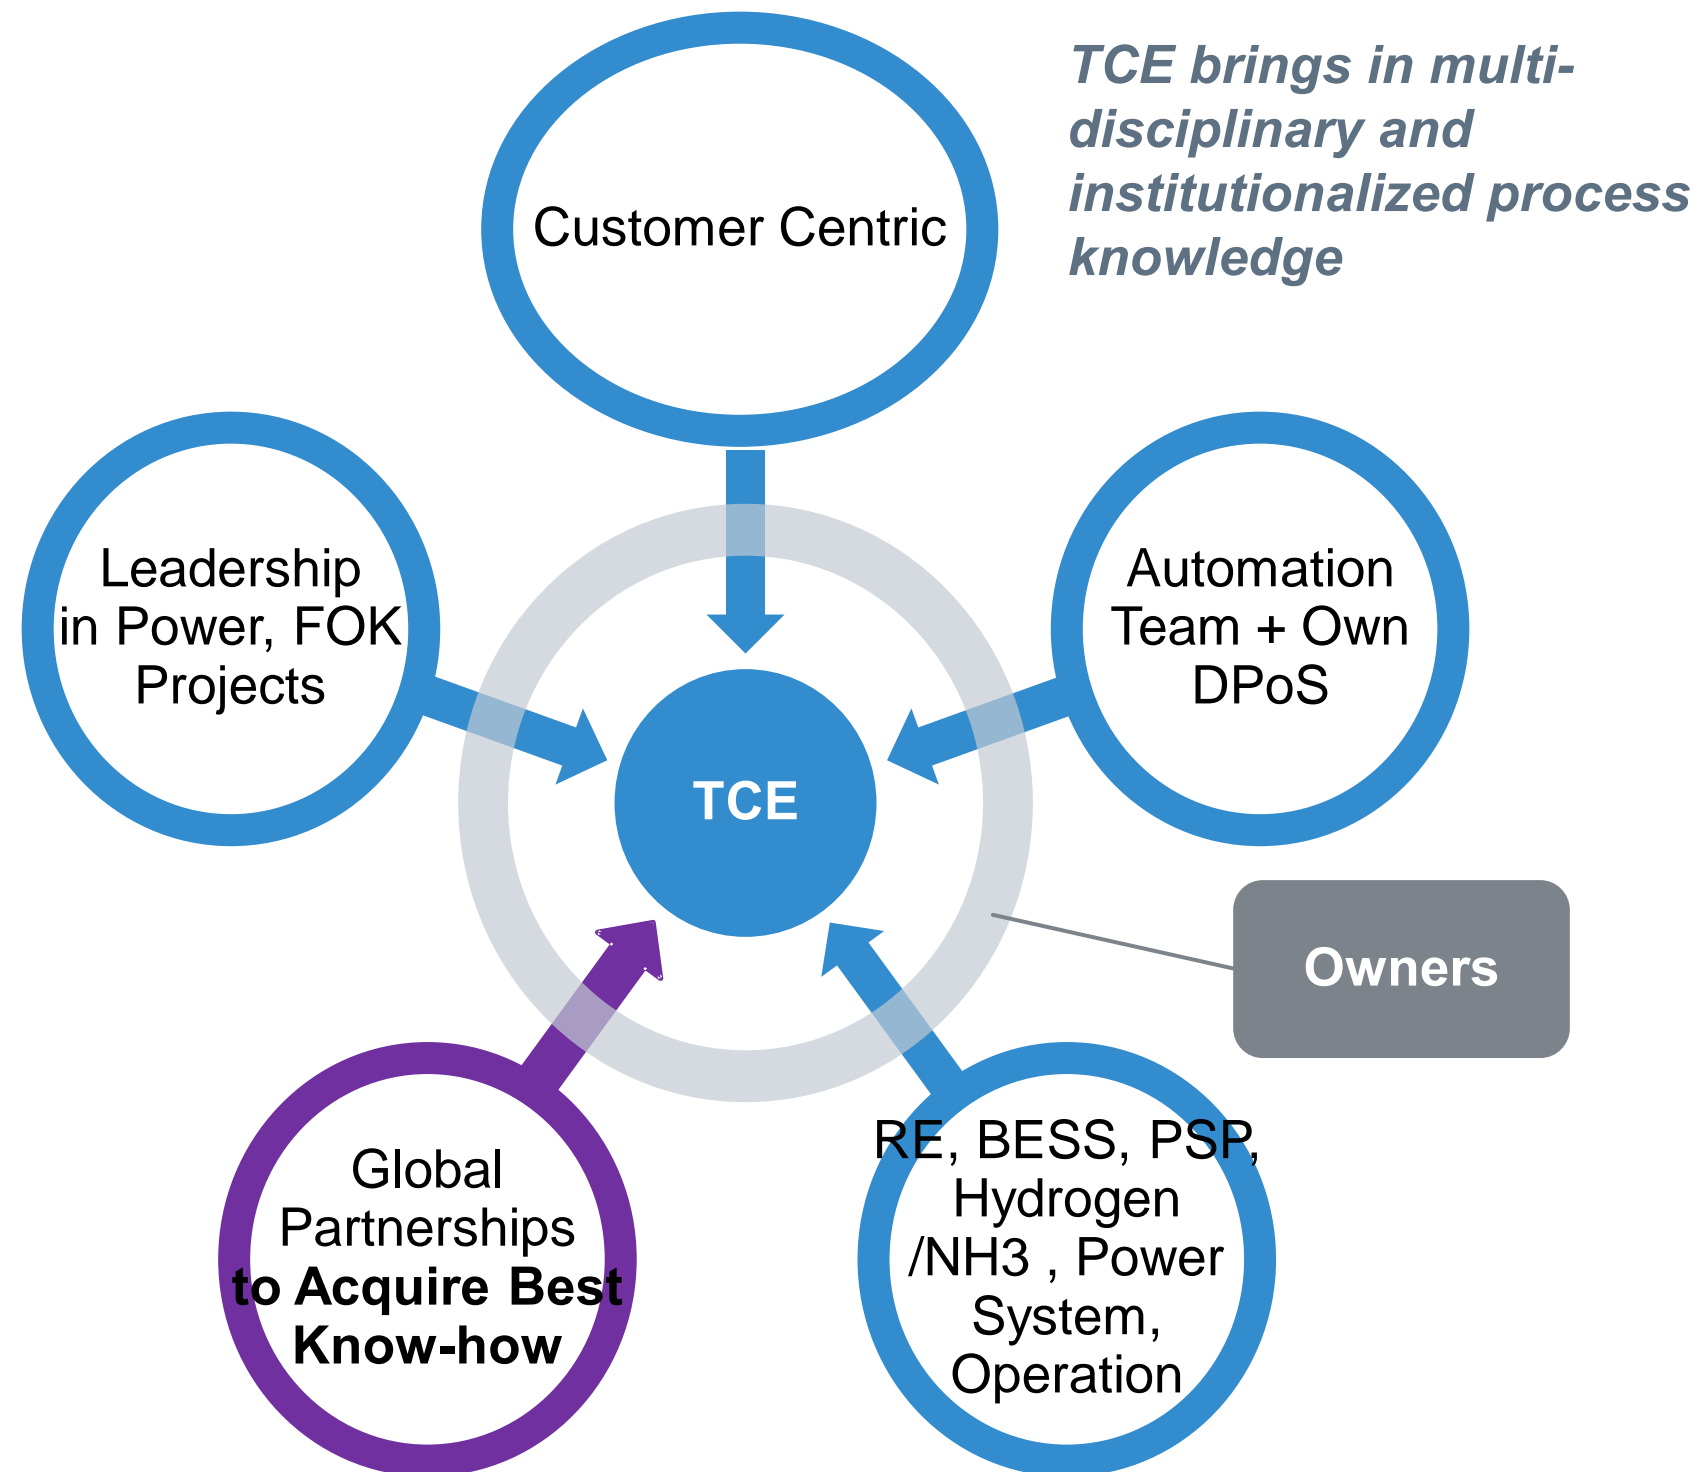 TCE brings in multi-
disciplinary and
institutionalized process
knowledge
Customer Centric
Leadership
in Power, FOK
Projects
Automation
Team + Own
DPoS
TCE
Owners
Global
Partnerships
to Acquire Best
Know-how
RE, BESS, PSP,
Hydrogen
/NH3 , Power
System,
Operation